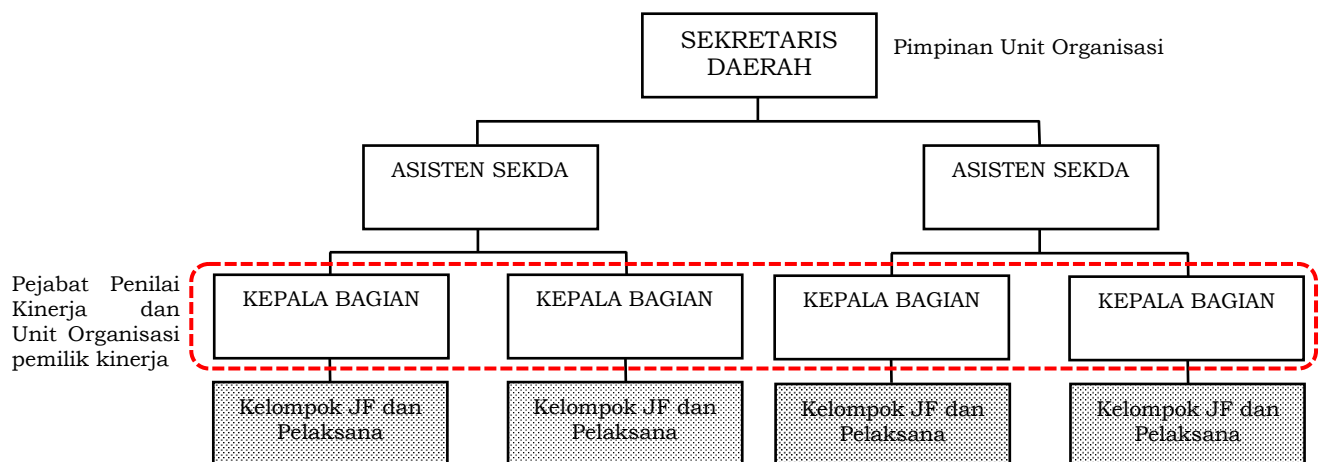 SEKRETARIS
DAERAH
Pimpinan Unit Organisasi
ASISTEN SEKDA
ASISTEN SEKDA
Pejabat Penilai
Kinerja dan
Unit Organisasi
pemilik kinerja
KEPALA BAGIAN
KEPALA BAGIAN
KEPALA BAGIAN
KEPALA BAGIAN
Kelompok JF dan
Pelaksana
Kelompok JF dan
Pelaksana
Kelompok JF dan
Pelaksana
Kelompok JF dan
Pelaksana